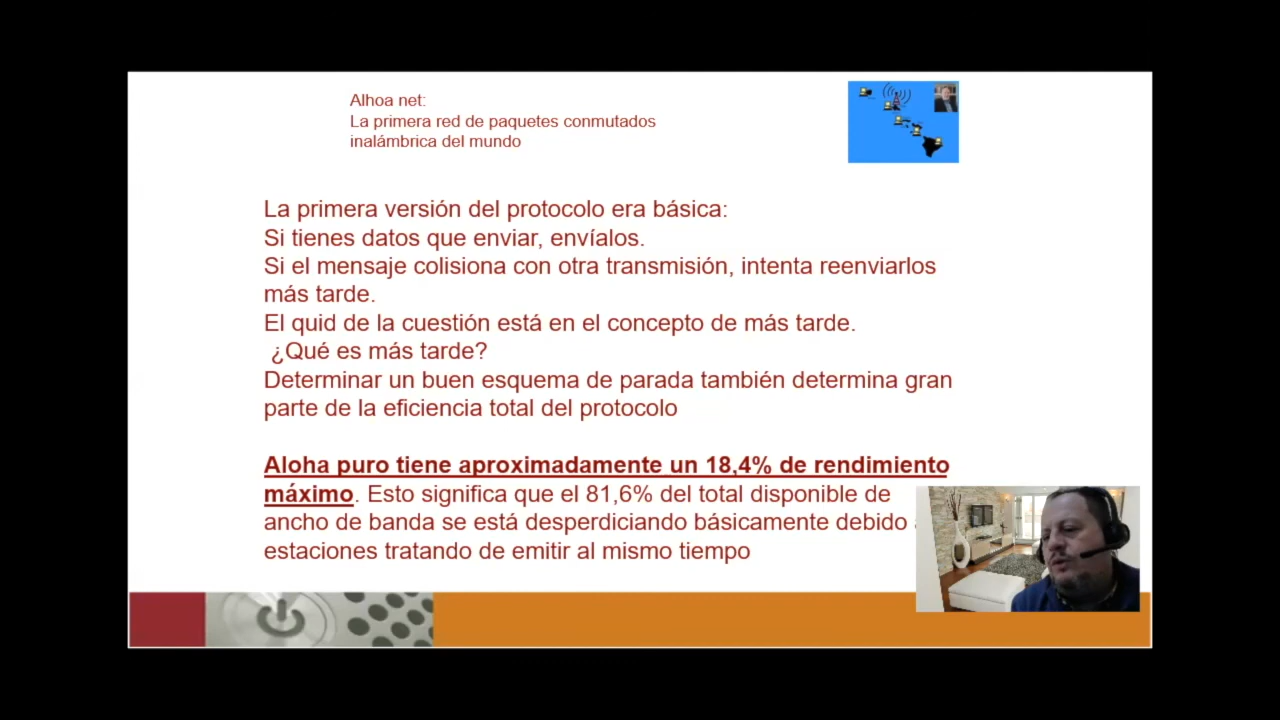 Alhoa net:
La primera red de paquetes conmutados
inalámbrica del mundo
La primera versión del protocolo era básica:
Si tienes datos que enviar, envíalos.
Si el mensaje colisiona con otra transmisión, intenta reenviarlos
más tarde.
El quid de la cuestión está en el concepto de más tarde.
¿Qué es más tarde?
Determinar un buen esquema de parada también determina gran
parte de la eficiencia total del protocolo
Aloha puro tiene aproximadamente un 18,4% de rendimiento
máximo. Esto significa que el 81,6% del total disponible de
ancho de banda se está desperdiciando básicamente debido
estaciones tratando de emitir al mismo tiempo